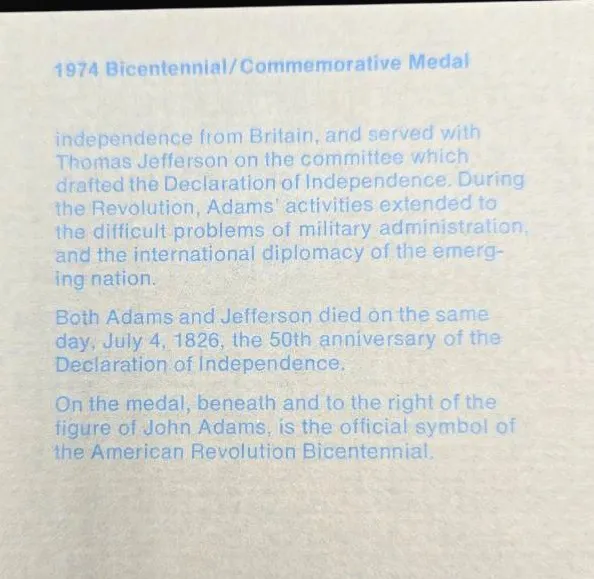 1974 Bicentennial/Commemorative Medal
independence from Britain, and served with
Thomas Jefferson on the committee which
drafted the Declaration of Independence. During
the Revolution, Adams' activities extended to
the difficult problems of military administration,
and the international diplomacy of the emerg-
ing nation.
Both Adams and Jefferson died on the same
day, July 4, 1826, the 50th anniversary of the
Declaration of Independence.
On the medal, beneath and to the right of the
figure of John Adams, is the official symbol of
the American Revolution Bicentennial.